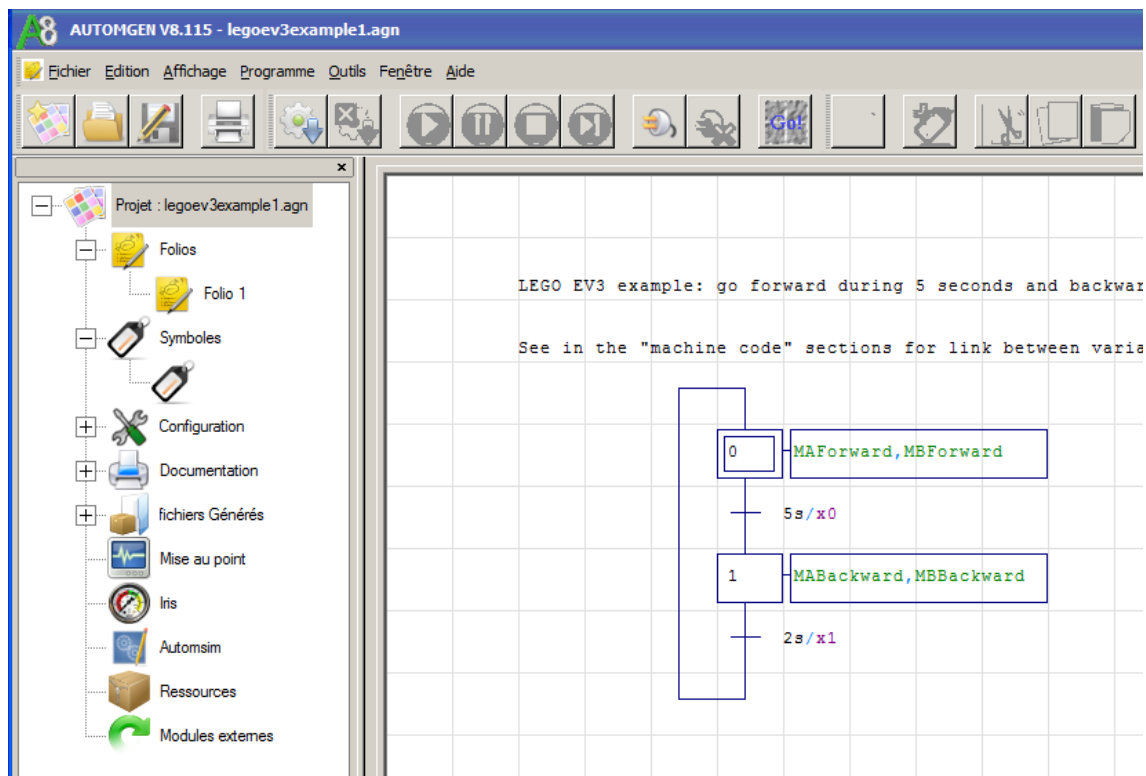 A8 AUTOMGEN V8.115 - legoev3example1.agn
Fichier Edition Affichage Programme Outils Fenêtre Aide
Go!
Projet : legoev3example1.agn
Folios
Folio 1
Symboles
Configuration
Documentation
fichiers Générés
Mise au point
Iris
Automsim
Ressources
Modules externes
LEGO EV3 example: go forward during 5 seconds and backwar
See in the "machine code" sections for link between varia
0 MAForward,MBForward
5s/x0
1 MABackward,MBBackward
2s/x1